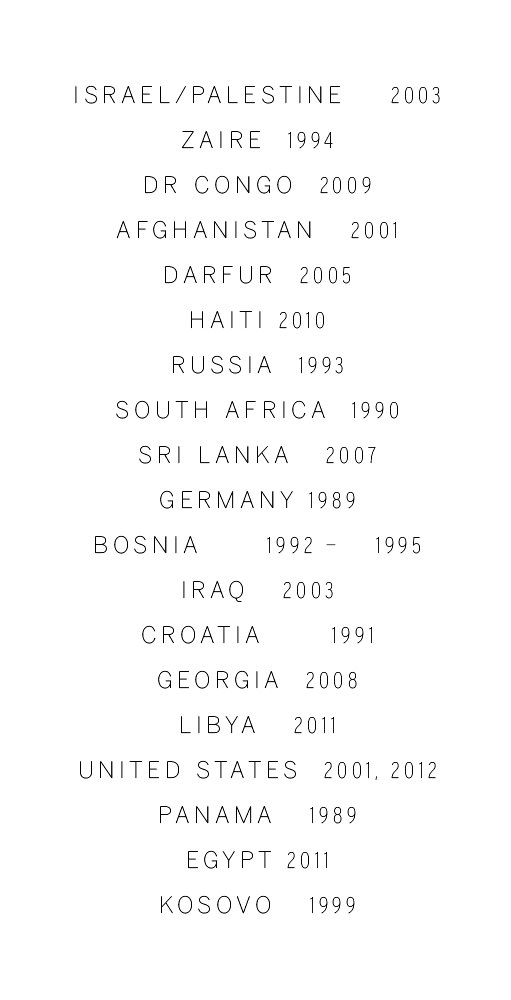 ISRAEL/PALESTINE 2003
ZAIRE 1994
DR CONGO 2009
AFGHANISTAN 2001
DARFUR 2005
HAITI 2010
RUSSIA 1993
SOUTH AFRICA 1990
SRI LANKA 2007
GERMANY 1989
BOSNIA 1992 – 1995
IRAQ 2003
CROATIA 1991
GEORGIA 2008
LIBYA 2011
UNITED STATES 2001, 2012
PANAMA 1989
EGYPT 2011
KOSOVO 1999